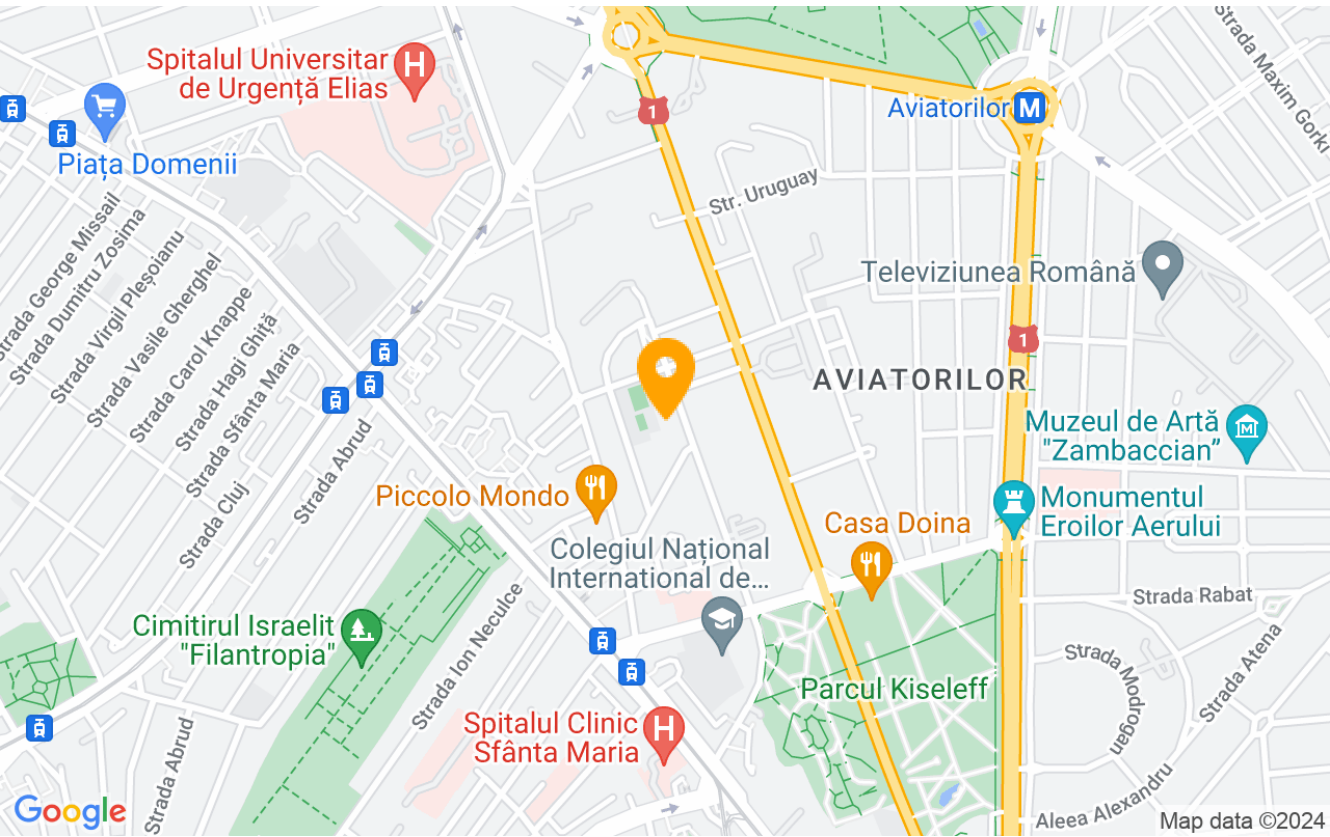 Spitalul Universitar
de Urgență Elias
Strada Maxim Gorki
1
Aviatorilor M
Piața Domenii
Str. Uruguay
Strada George Missail
Strada Dumitru Zosima
Strada Virgil Pleșoianu
Strada Vasile Gherghel
Strada Carol Knappe
Strada Hagi Ghiță
Strada Sfânta Maria
Televiziunea Română
1
AVIATORILOR
Muzeul de Artă
"Zambaccian”
Strada Cluj
Strada Abrud
Piccolo Mondo
Monumentul
Eroilor Aerului
Casa Doina
Colegiul Național
International de...
Strada Rabat
Cimitirul Israelit
"Filantropia"
Strada Ion Neculce
Strada Modrogan
Strada Atena
Parcul Kiseleff
Spitalul Clinic
Sfânta Maria
Strada Abrud
Aleea Alexandru
Google
Map data ©2024